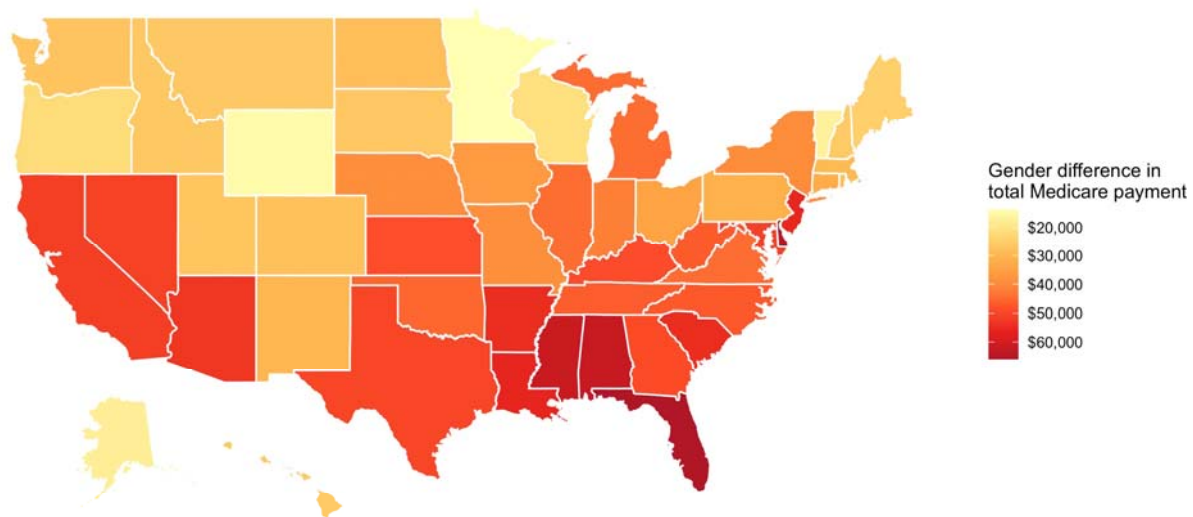 Gender difference in
total Medicare payment
$20,000
$30,000
$40,000
$50,000
$60,000